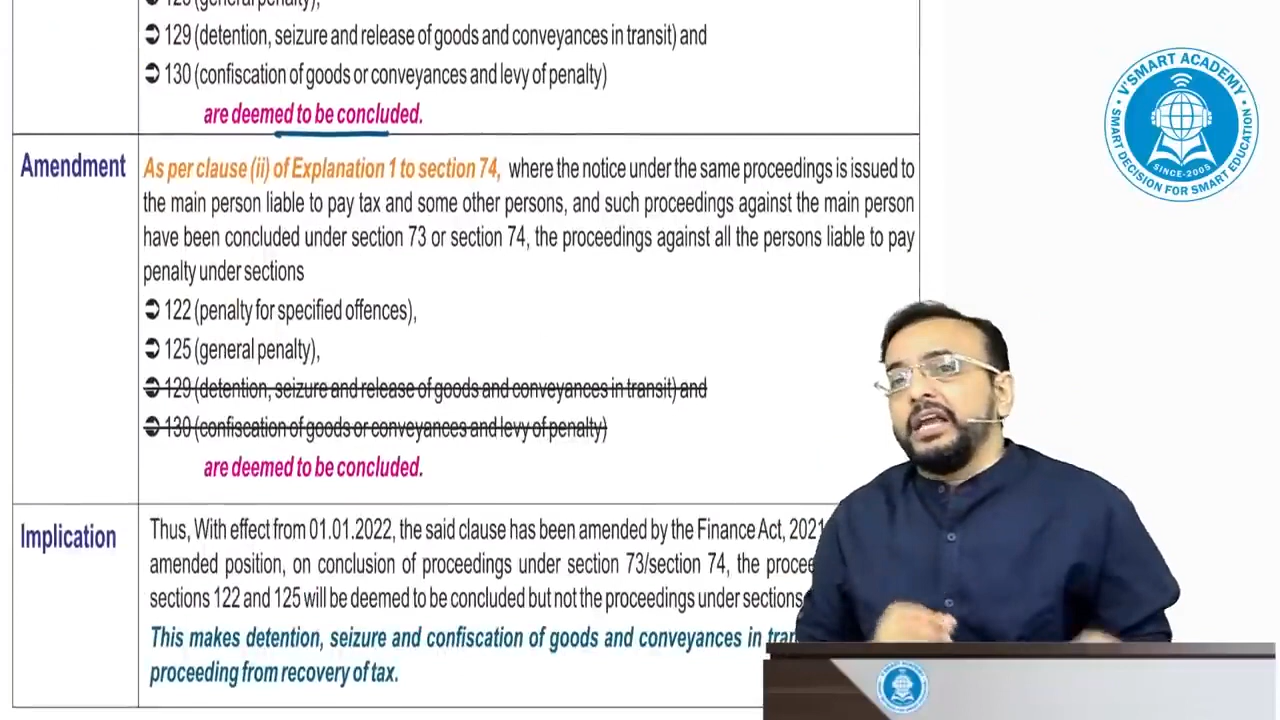 129 (detention, seizure and release of goods and conveyances in transit) and
130 (confiscation of goods or conveyances and levy of penalty)
are deemed to be concluded.
Amendment
As per clause (ii) of Explanation 1 to section 74, where the notice under the same proceedings is issued to
the main person liable to pay tax and some other persons, and such proceedings against the main person
have been concluded under section 73 or section 74, the proceedings against all the persons liable to pay
penalty under sections
122 (penalty for specified offences),
125 (general penalty),
129 (detention, seizure and release of goods and conveyances in transit) and
130 (confiscation of goods or conveyances and levy of penalty)
are deemed to be concluded.
Implication
Thus, With effect from 01.01.2022, the said clause has been amended by the Finance Act, 2021
amended position, on conclusion of proceedings under section 73/section 74, the
sections 122 and 125 will be deemed to be concluded but not the proceedings under sections
This makes detention, seizure and confiscation of goods and conveyances in
proceeding from recovery of tax.
V'SMART ACADEMY
SINCE-2005
SMART DECISION FOR SMART EDUCATION